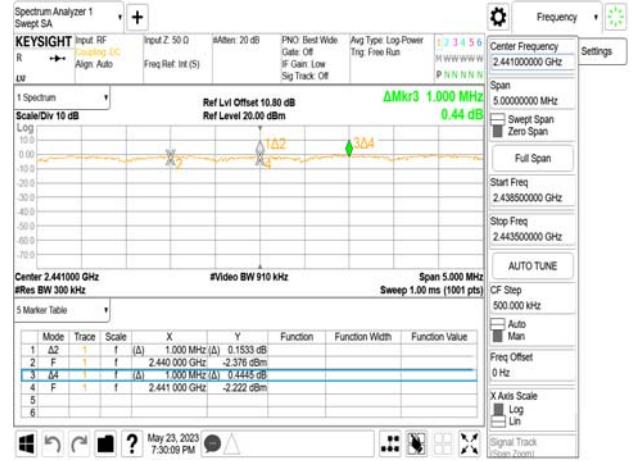 Spectrum Analyzer 1
Swept SA
+
Frequency
KEYSIGHT
R
LXI
Input: RF
Coupling: DC
Align: Auto
Input Z: 50 Ω
Freq Ref: Int (S)
#Atten: 20 dB
PNO: Best Wide
Gate: Off
IF Gain: Low
Sig Track: Off
Avg Type: Log-Power
Trig: Free Run
1 2 3 4 5 6
M W W W W W
P N N N N N
1 Spectrum
Scale/Div 10 dB
Ref Lvl Offset 10.80 dB
Ref Level 20.00 dBm
ΔMkr3 1.000 MHz
0.44 dB
Log
10.0
0.00
-10.0
-20.0
-30.0
-40.0
-50.0
-60.0
-70.0
1Δ2
3Δ4
2
4
Center 2.441000 GHz
#Res BW 300 kHz
#Video BW 910 kHz
Span 5.000 MHz
Sweep 1.00 ms (1001 pts)
5 Marker Table
Mode Trace Scale X Y Function Function Width Function Value
1 Δ2 1 f (Δ) 1.000 MHz (Δ) 0.1533 dB
2 F 1 f 2.440 000 GHz -2.376 dBm
3 Δ4 1 f (Δ) 1.000 MHz (Δ) 0.4445 dB
4 F 1 f 2.441 000 GHz -2.222 dBm
5
6
?
May 23, 2023
7:30:09 PM
Center Frequency
2.441000000 GHz
Settings
Span
5.00000000 MHz
Swept Span
Zero Span
Full Span
Start Freq
2.438500000 GHz
Stop Freq
2.443500000 GHz
AUTO TUNE
CF Step
500.000 kHz
Auto
Man
Freq Offset
0 Hz
X Axis Scale
Log
Lin
Signal Track
(Span Zoom)